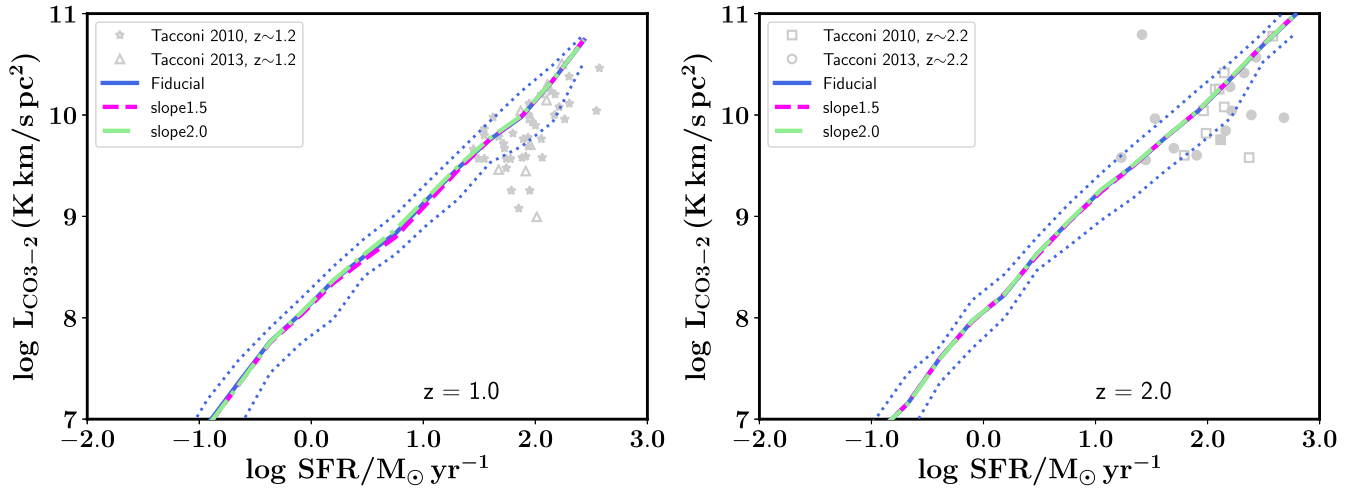 11
10
9
8
7
log L_CO3−2 (K km/s pc²)
Tacconi 2010, z∼1.2
Tacconi 2013, z∼1.2
Fiducial
slope1.5
slope2.0
z = 1.0
−2.0 −1.0 0.0 1.0 2.0 3.0
log SFR/M⊙ yr⁻¹
11
10
9
8
7
log L_CO3−2 (K km/s pc²)
Tacconi 2010, z∼2.2
Tacconi 2013, z∼2.2
Fiducial
slope1.5
slope2.0
z = 2.0
−2.0 −1.0 0.0 1.0 2.0 3.0
log SFR/M⊙ yr⁻¹